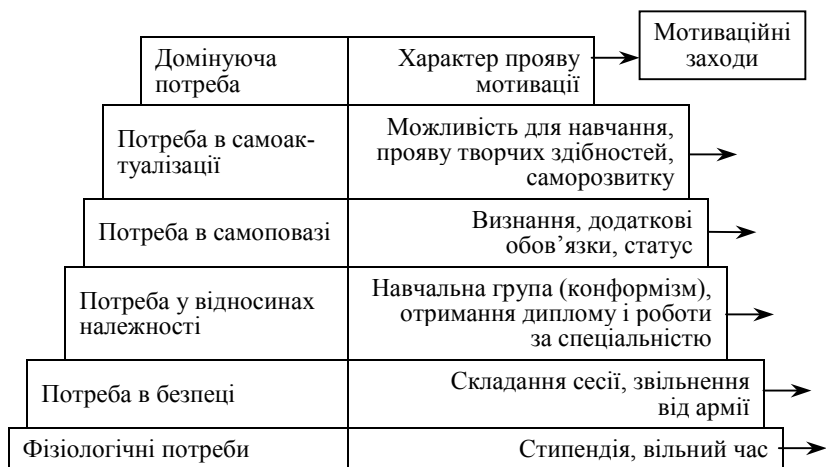 Домінуюча
потреба
Характер прояву
мотивації
Мотиваційні
заходи
Потреба в самоак-
туалізації
Можливість для навчання,
прояву творчих здібностей,
саморозвитку
Потреба в самоповазі
Визнання, додаткові
обов’язки, статус
Потреба у відносинах
належності
Навчальна група (конформізм),
отримання диплому і роботи
за спеціальністю
Потреба в безпеці
Складання сесії, звільнення
від армії
Фізіологічні потреби
Стипендія, вільний час